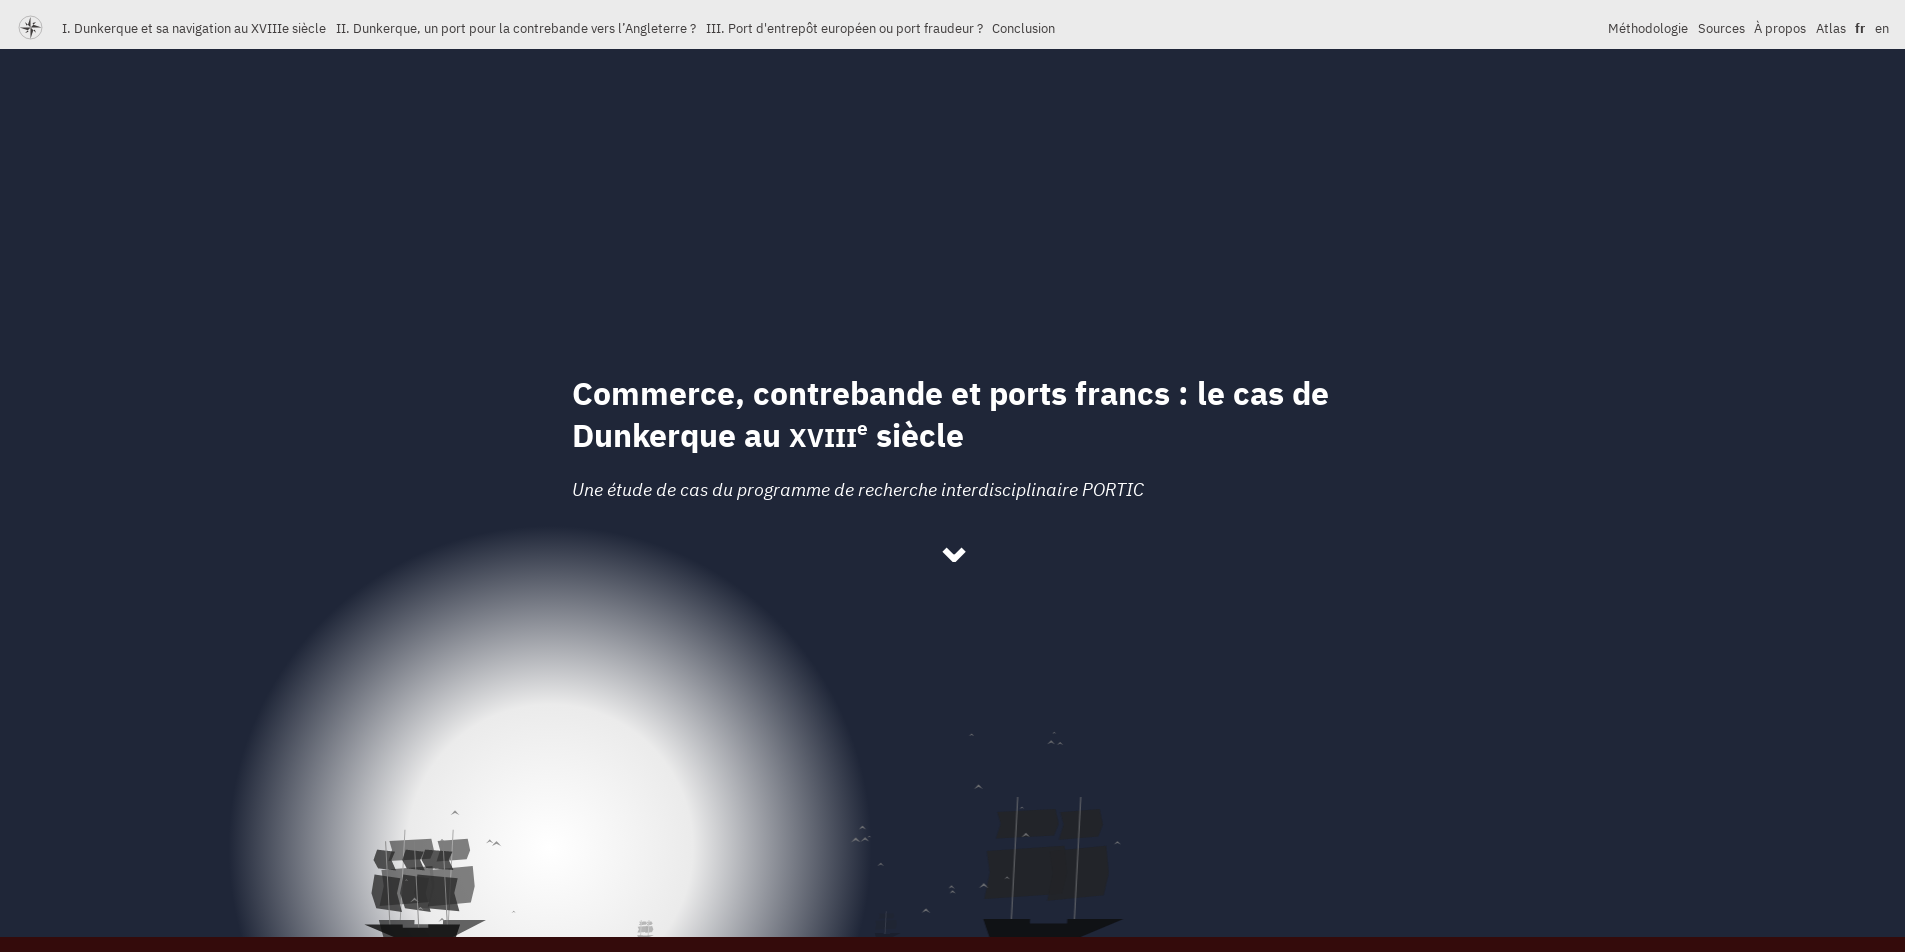 I. Dunkerque et sa navigation au XVIIIe siècle II. Dunkerque, un port pour la contrebande vers l’Angleterre ? III. Port d'entrepôt européen ou port fraudeur ? Conclusion Méthodologie Sources À propos Atlas fr en
Commerce, contrebande et ports francs : le cas de
Dunkerque au XVIIIe siècle
Une étude de cas du programme de recherche interdisciplinaire PORTIC